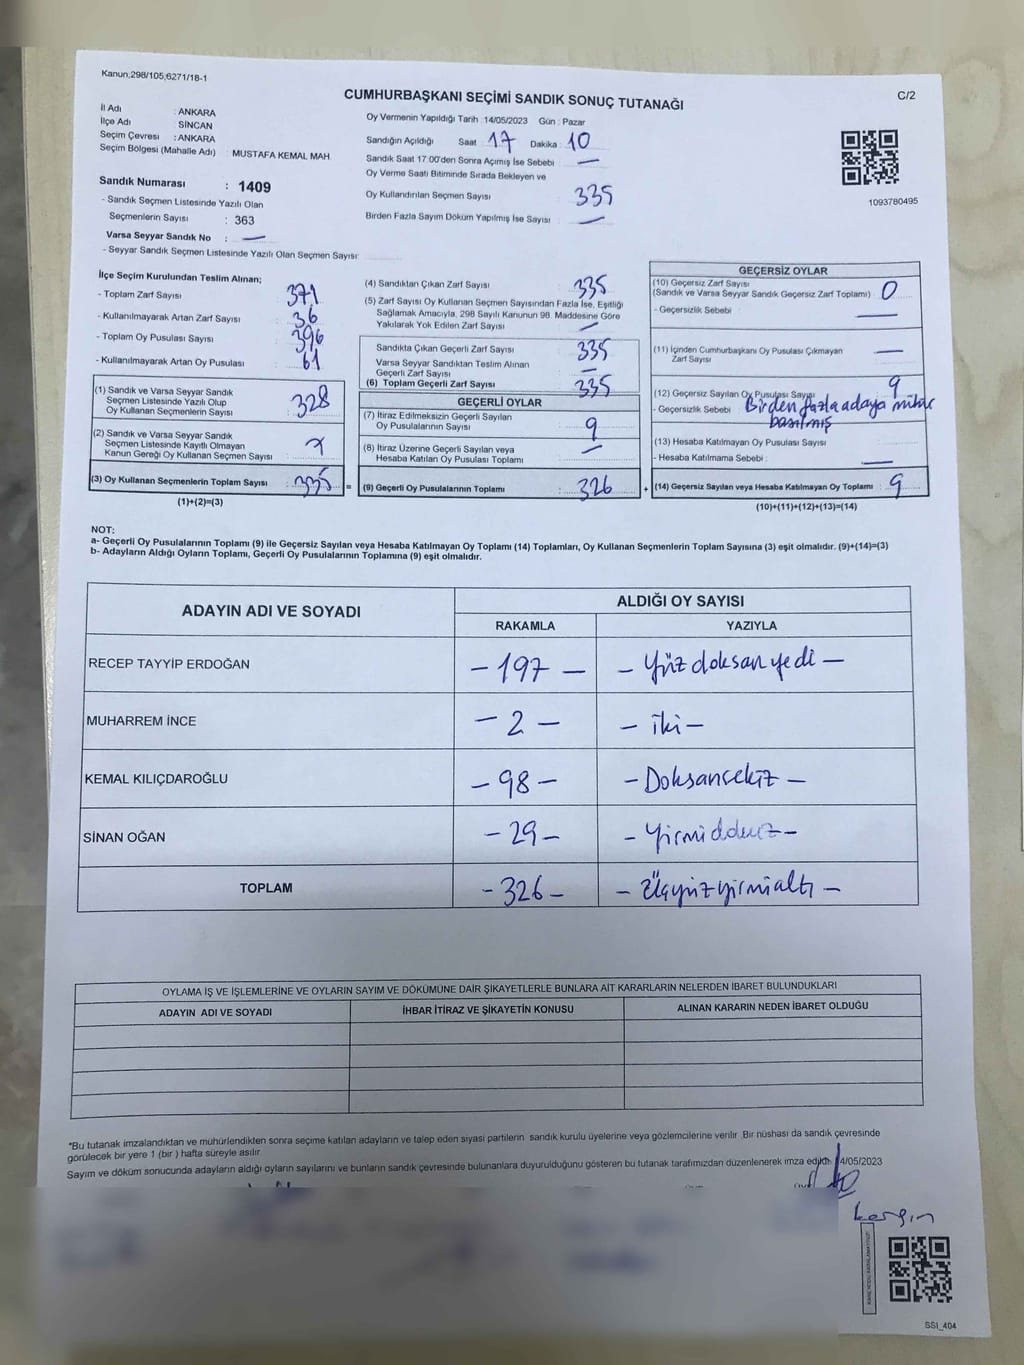 Kanun,298/105,6271/18-1
C/2
CUMHURBAŞKANI SEÇİMİ SANDIK SONUÇ TUTANAĞI
İl Adı : ANKARA
İlçe Adı : SİNCAN
Seçim Çevresi : ANKARA
Seçim Bölgesi (Mahalle Adı) : MUSTAFA KEMAL MAH.
Sandık Numarası : 1409
- Sandık Seçmen Listesinde Yazılı Olan
Seçmenlerin Sayısı : 363
Varsa Seyyar Sandık No : —
- Seyyar Sandık Seçmen Listesinde Yazılı Olan Seçmen Sayısı:
Oy Vermenin Yapıldığı Tarih :14/05/2023 Gün : Pazar
Sandığın Açıldığı Saat 17 Dakika : 10
Sandık Saat 17:00'den Sonra Açımış İse Sebebi : —
Oy Verme Saati Bitiminde Sırada Bekleyen ve
Oy Kullandırılan Seçmen Sayısı 335
Birden Fazla Sayım Döküm Yapılmış İse Sayısı : —
1093780495
İlçe Seçim Kurulundan Teslim Alınan;
- Toplam Zarf Sayısı : 371
- Kullanılmayarak Artan Zarf Sayısı : 36
- Toplam Oy Pusulası Sayısı : 396
- Kullanılmayarak Artan Oy Pusulası : 61
(1) Sandık ve Varsa Seyyar Sandık
Seçmen Listesinde Yazılı Olup
Oy Kullanan Seçmenlerin Sayısı : 328
(2) Sandık ve Varsa Seyyar Sandık
Seçmen Listesinde Kayıtlı Olmayan
Kanun Gereği Oy Kullanan Seçmen Sayısı : 7
(3) Oy Kullanan Seçmenlerin Toplam Sayısı : 335 =
(1)+(2)=(3)
(4) Sandıktan Çıkan Zarf Sayısı : 335
(5) Zarf Sayısı Oy Kullanan Seçmen Sayısından Fazla İse, Eşitliği
Sağlamak Amacıyla, 298 Sayılı Kanunun 98. Maddesine Göre
Yakılarak Yok Edilen Zarf Sayısı : —
Sandıkta Çıkan Geçerli Zarf Sayısı : 335
Varsa Seyyar Sandıktan Teslim Alınan
Geçerli Zarf Sayısı : —
(6) Toplam Geçerli Zarf Sayısı : 335
GEÇERLİ OYLAR
(7) İtiraz Edilmeksizin Geçerli Sayılan
Oy Pusulalarının Sayısı : 9
(8) İtiraz Üzerine Geçerli Sayılan veya
Hesaba Katılan Oy Pusulası Toplamı : —
(9) Geçerli Oy Pusulalarının Toplamı : 326 +
GEÇERSİZ OYLAR
(10) Geçersiz Zarf Sayısı
(Sandık ve Varsa Seyyar Sandık Geçersiz Zarf Toplamı) : 0
- Geçersizlik Sebebi : —
(11) İçinden Cumhurbaşkanı Oy Pusulası Çıkmayan
Zarf Sayısı : —
(12) Geçersiz Sayılan Oy Pusulası Sayısı : 9
- Geçersizlik Sebebi : Birden fazla adaya mühür
basılmış
(13) Hesaba Katılmayan Oy Pusulası Sayısı :
- Hesaba Katılmama Sebebi : —
(14) Geçersiz Sayılan veya Hesaba Katılmayan Oy Toplamı : 9
(10)+(11)+(12)+(13)=(14)
NOT:
a- Geçerli Oy Pusulalarının Toplamı (9) ile Geçersiz Sayılan veya Hesaba Katılmayan Oy Toplamı (14) Toplamları, Oy Kullanan Seçmenlerin Toplam Sayısına (3) eşit olmalıdır. (9)+(14)=(3)
b- Adayların Aldığı Oyların Toplamı, Geçerli Oy Pusulalarının Toplamına (9) eşit olmalıdır.
ADAYIN ADI VE SOYADI ALDIĞI OY SAYISI
RAKAMLA YAZIYLA
RECEP TAYYİP ERDOĞAN — 197 — — Yüz doksan yedi —
MUHARREM İNCE — 2 — — iki —
KEMAL KILIÇDAROĞLU — 98 — — Doksansekiz —
SİNAN OĞAN — 29 —
TOPLAM — 326 — — Üçyüzyirmialtı —
OYLAMA İŞ VE İŞLEMLERİNE VE OYLARIN SAYIM VE DÖKÜMÜNE DAİR ŞİKAYETLERLE BUNLARA AİT KARARLARIN NELERDEN İBARET BULUNDUKLARI
ADAYIN ADI VE SOYADI İHBAR İTİRAZ VE ŞİKAYETİN KONUSU ALINAN KARARIN NEDEN İBARET OLDUĞU
*Bu tutanak imzalandıktan ve mühürlendikten sonra seçime katılan adayların ve talep eden siyasi partilerin sandık kurulu üyelerine veya gözlemcilerine verilir. Bir nüshası da sandık çevresinde
görülecek bir yere 1 (bir ) hafta süreyle asılır.
Sayım ve döküm sonucunda adayların aldığı oyların sayılarını ve bunların sandık çevresinde bulunanlara duyurulduğunu gösteren bu tutanak tarafımızdan düzenlenerek imza edildi. 14/05/2023
SSI_404